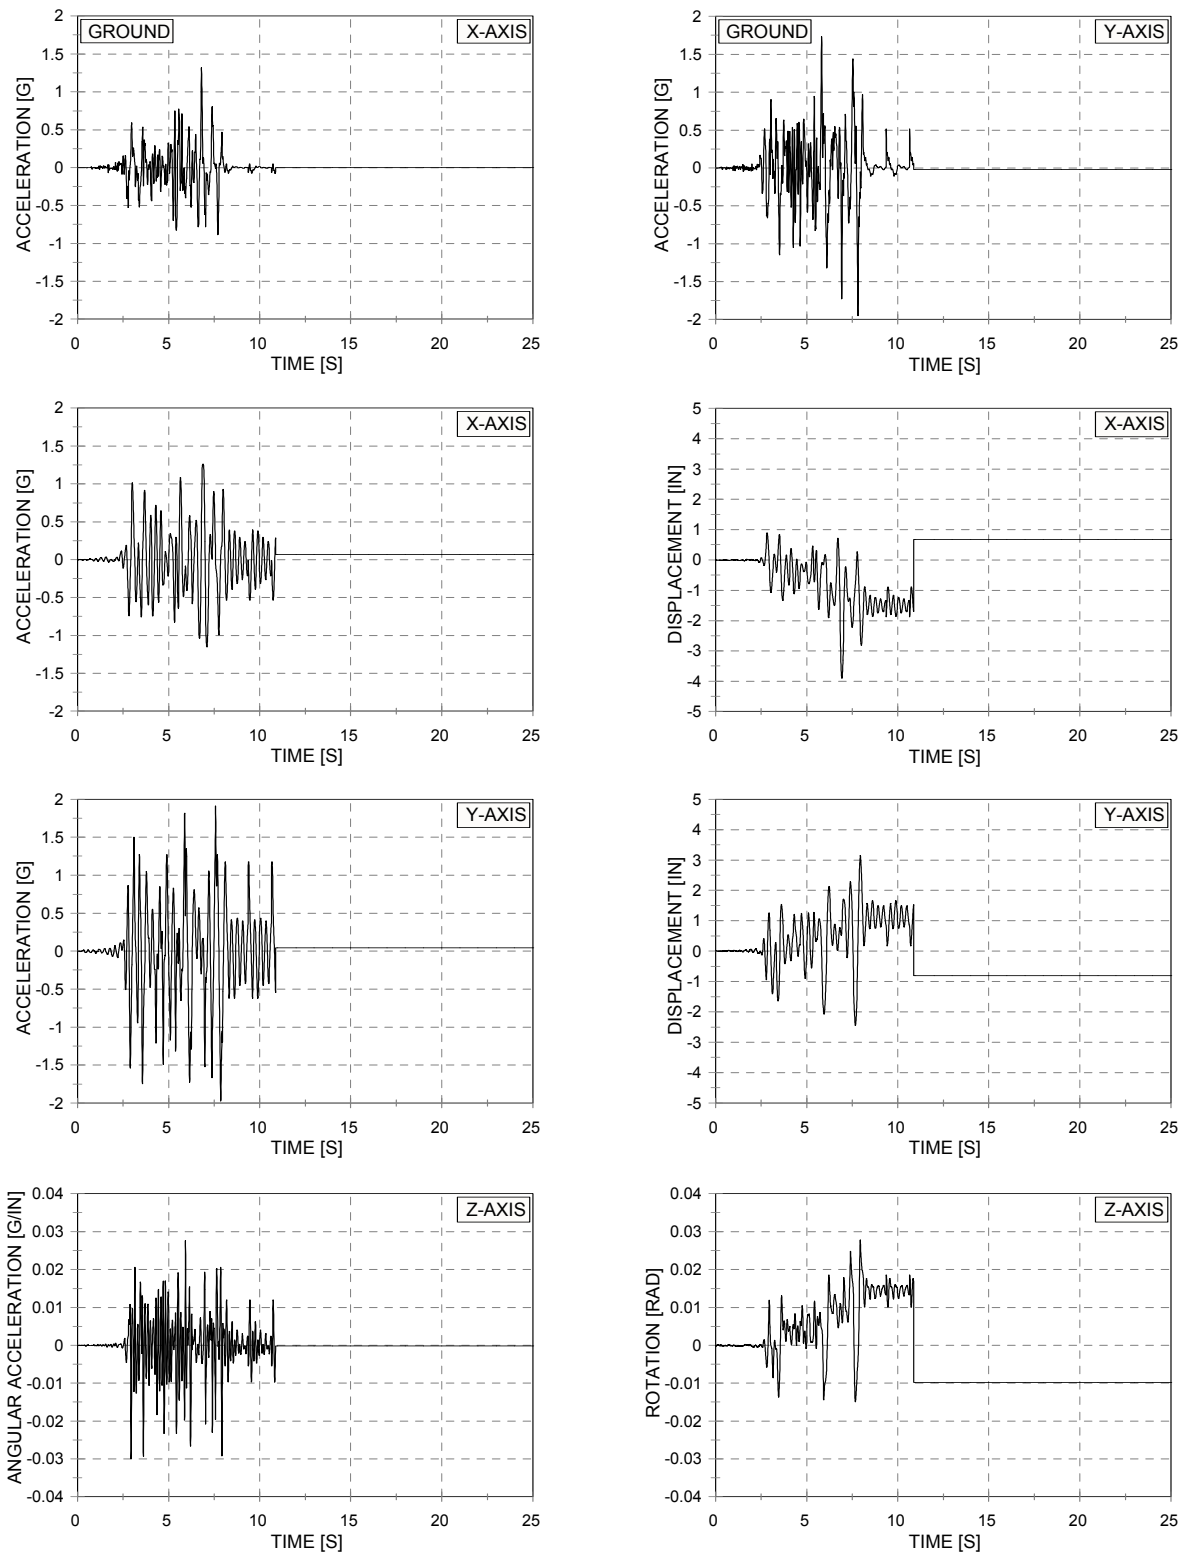 GROUND
X-AXIS
ACCELERATION [G]
2
1.5
1
0.5
0
-0.5
-1
-1.5
-2
0 5 10 15 20 25
TIME [S]
GROUND
Y-AXIS
ACCELERATION [G]
2
1.5
1
0.5
0
-0.5
-1
-1.5
-2
0 5 10 15 20 25
TIME [S]
X-AXIS
ACCELERATION [G]
2
1.5
1
0.5
0
-0.5
-1
-1.5
-2
0 5 10 15 20 25
TIME [S]
X-AXIS
DISPLACEMENT [IN]
5
4
3
2
1
0
-1
-2
-3
-4
-5
0 5 10 15 20 25
TIME [S]
Y-AXIS
ACCELERATION [G]
2
1.5
1
0.5
0
-0.5
-1
-1.5
-2
0 5 10 15 20 25
TIME [S]
Y-AXIS
DISPLACEMENT [IN]
5
4
3
2
1
0
-1
-2
-3
-4
-5
0 5 10 15 20 25
TIME [S]
Z-AXIS
ANGULAR ACCELERATION [G/IN]
0.04
0.03
0.02
0.01
0
-0.01
-0.02
-0.03
-0.04
0 5 10 15 20 25
TIME [S]
Z-AXIS
ROTATION [RAD]
0.04
0.03
0.02
0.01
0
-0.01
-0.02
-0.03
-0.04
0 5 10 15 20 25
TIME [S]